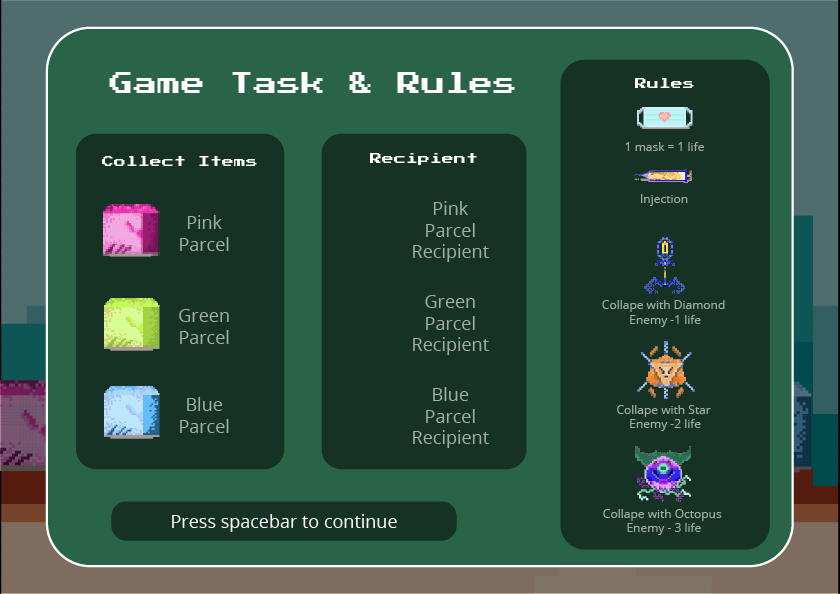 Game Task & Rules
Collect Items
Pink
Parcel
Green
Parcel
Blue
Parcel
Recipient
Pink
Parcel
Recipient
Green
Parcel
Recipient
Blue
Parcel
Recipient
Press spacebar to continue
Rules
1 mask = 1 life
Injection
Collape with Diamond
Enemy -1 life
Collape with Star
Enemy -2 life
Collape with Octopus
Enemy - 3 life